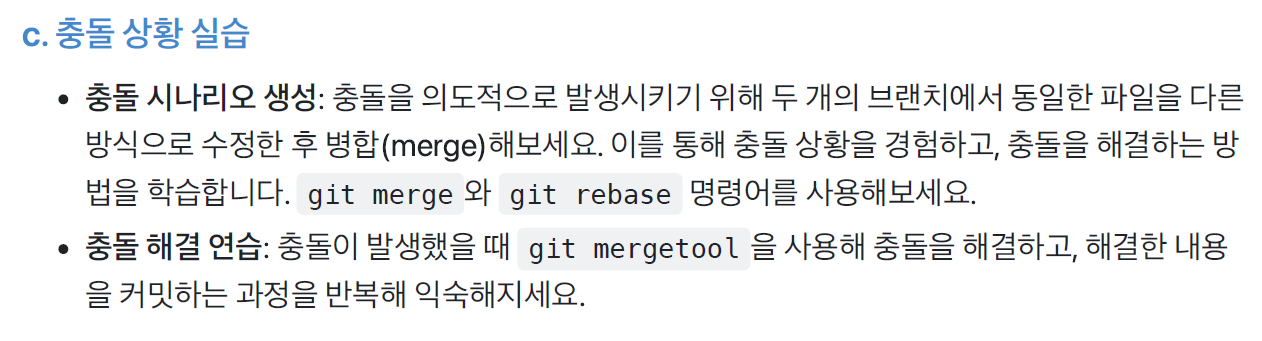 c. 충돌 상황 실습
• 충돌 시나리오 생성: 충돌을 의도적으로 발생시키기 위해 두 개의 브랜치에서 동일한 파일을 다른
방식으로 수정한 후 병합(merge)해보세요. 이를 통해 충돌 상황을 경험하고, 충돌을 해결하는 방
법을 학습합니다. git merge 와 git rebase 명령어를 사용해보세요.
• 충돌 해결 연습: 충돌이 발생했을 때 git mergetool 을 사용해 충돌을 해결하고, 해결한 내용
을 커밋하는 과정을 반복해 익숙해지세요.